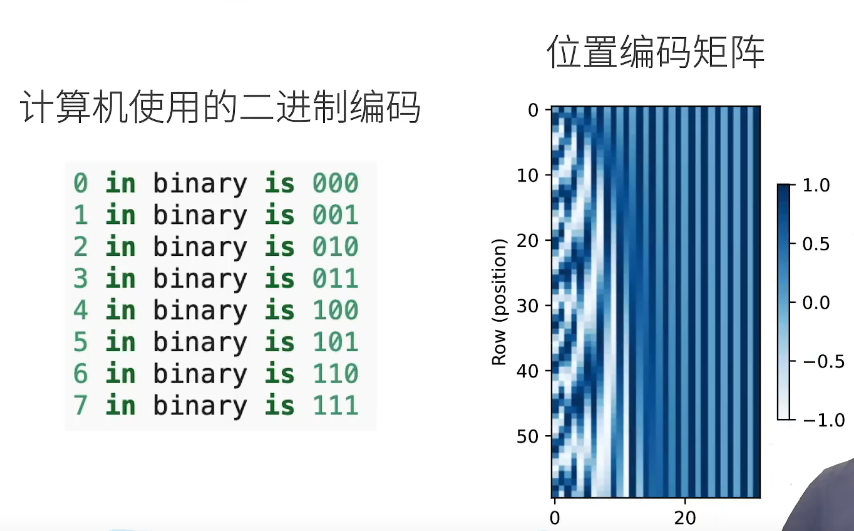 计算机使用的二进制编码
0 in binary is 000
1 in binary is 001
2 in binary is 010
3 in binary is 011
4 in binary is 100
5 in binary is 101
6 in binary is 110
7 in binary is 111
位置编码矩阵
0
10
20
30
40
50
Row (position)
0
20
1.0
0.5
0.0
−0.5
−1.0